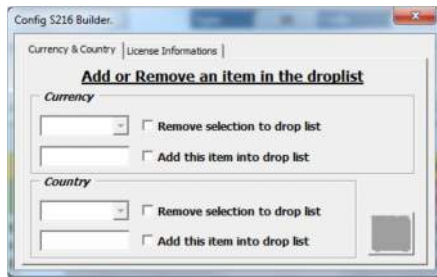 Config S216 Builder.
Currency & Country
License Informations
Add or Remove an item in the droplist
Currency
Remove selection to drop list
Add this item into drop list
Country
Remove selection to drop list
Add this item into drop list